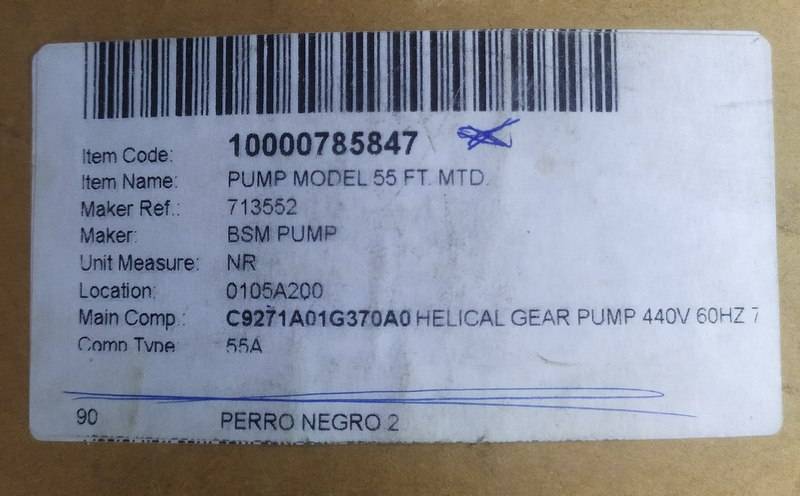 Item Code: 10000785847
Item Name: PUMP MODEL 55 FT. MTD.
Maker Ref.: 713552
Maker: BSM PUMP
Unit Measure: NR
Location: 0105A200
Main Comp.: C9271A01G370A0 HELICAL GEAR PUMP 440V 60HZ 7
Comp Type 55A
90 PERRO NEGRO 2